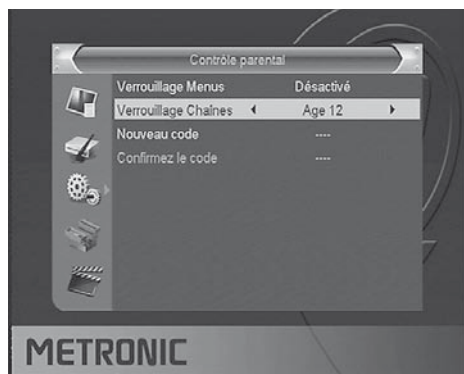 Contrôle parental
Verrouillage Menus Désactivé
Verrouillage Chaînes Age 12
Nouveau code ----
Confirmez le code ----
METRONIC